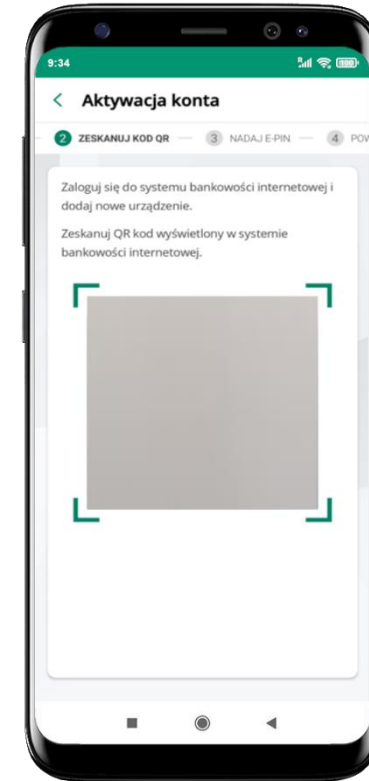 9:34
Aktywacja konta
2 ZESKANUJ KOD QR 3 NADAJ E-PIN 4 POW
Zaloguj się do systemu bankowości internetowej i
dodaj nowe urządzenie.
Zeskanuj QR kod wyświetlony w systemie
bankowości internetowej.